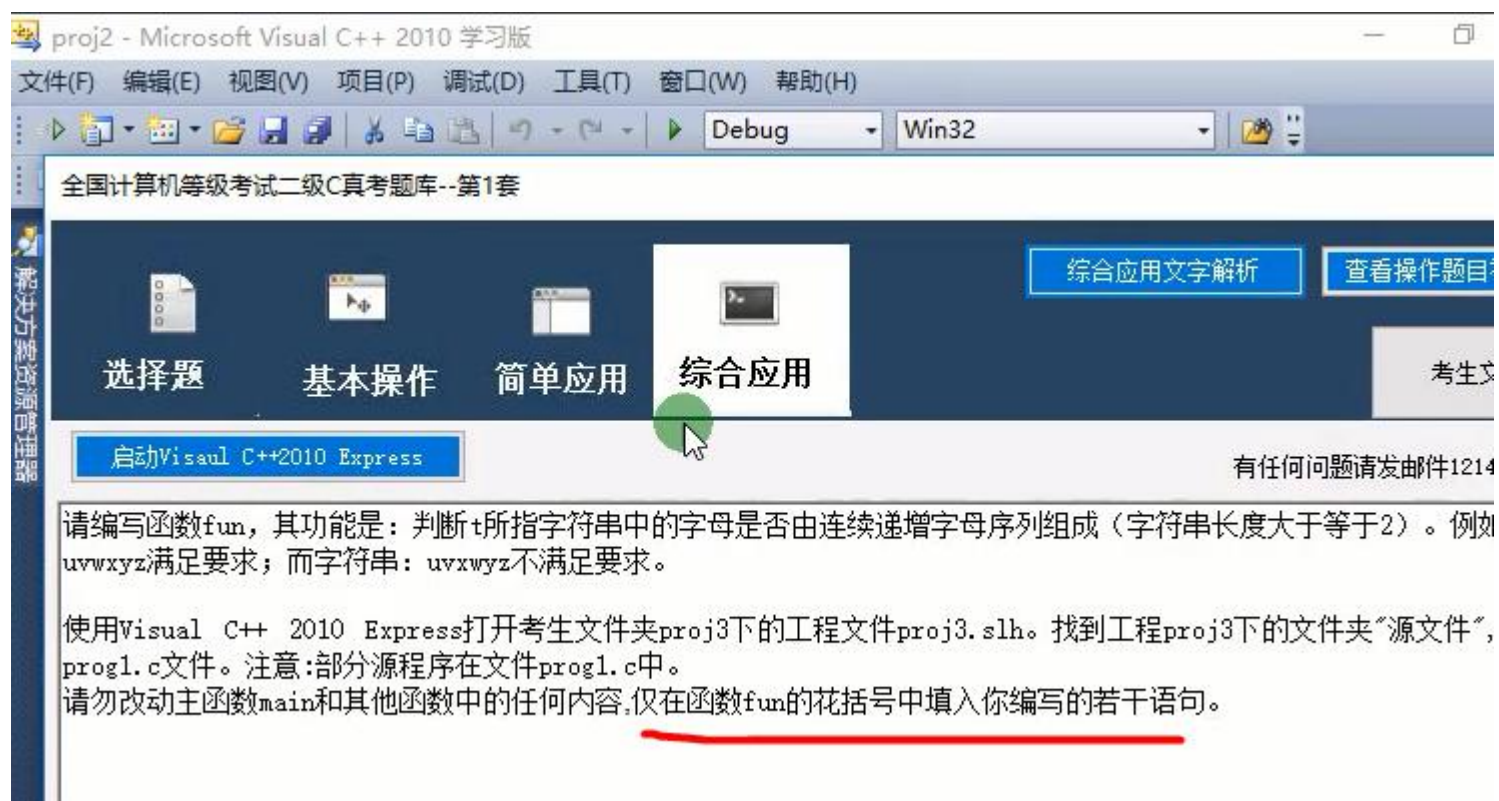 proj2 - Microsoft Visual C++ 2010 学习版
文件(F) 编辑(E) 视图(V) 项目(P) 调试(D) 工具(T) 窗口(W) 帮助(H)
Debug Win32
全国计算机等级考试二级C真考题库--第1套
解决方案资源管理器
综合应用文字解析 查看操作题目
选择题 基本操作 简单应用 综合应用
考生文
启动Visaul C++2010 Express
有任何问题请发邮件1214
请编写函数fun，其功能是：判断t所指字符串中的字母是否由连续递增字母序列组成（字符串长度大于等于2）。例如
uvwxyz满足要求；而字符串：uvxwyz不满足要求。
使用Visual C++ 2010 Express打开考生文件夹proj3下的工程文件proj3.slh。找到工程proj3下的文件夹"源文件",
prog1.c文件。注意:部分源程序在文件prog1.c中。
请勿改动主函数main和其他函数中的任何内容,仅在函数fun的花括号中填入你编写的若干语句。